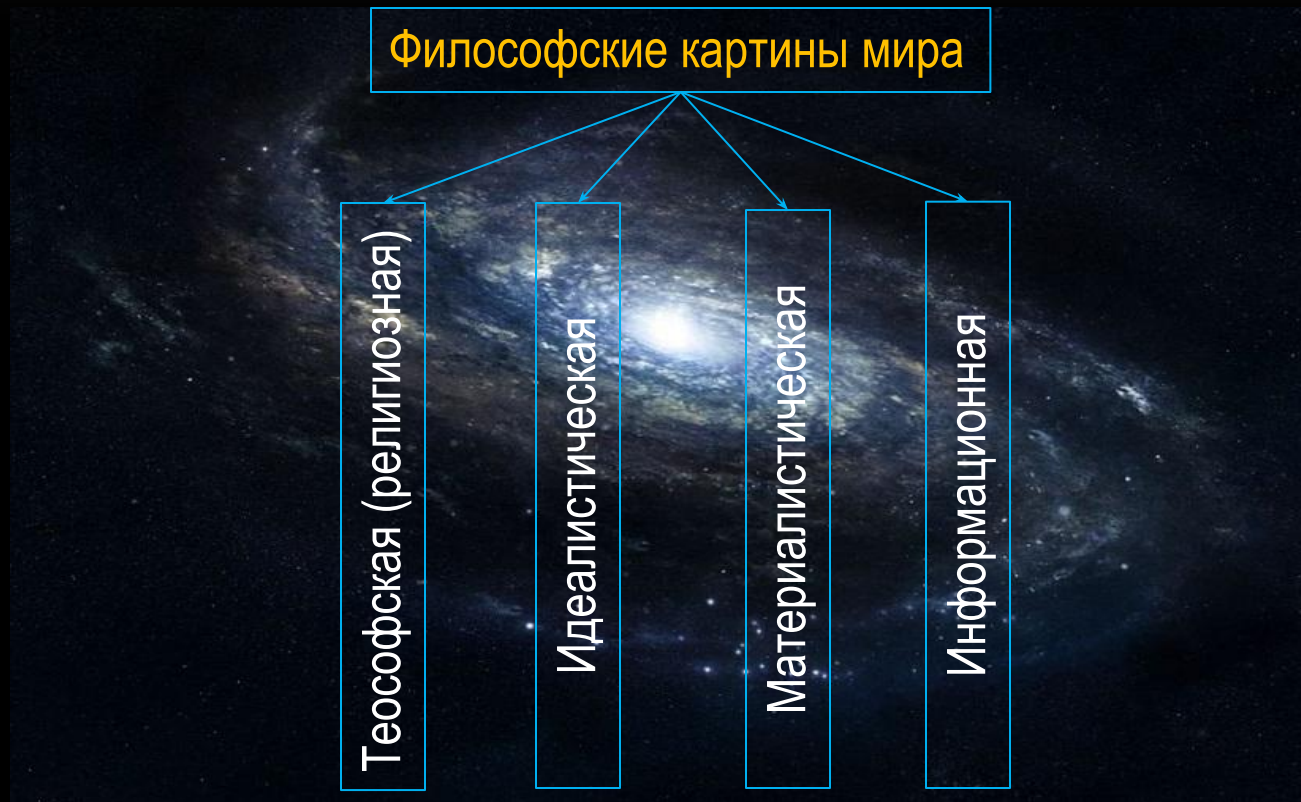 Философские картины мира
Теософская (религиозная)
Идеалистическая
Материалистическая
Информационная